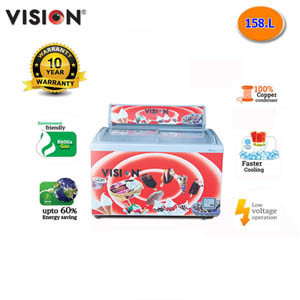 VISION®
158.L
WARRANTY
10
YEAR
WARRANTY
100%
Copper
condenser
Environment
friendly
R600a
Gas
VISION
Faster
Cooling
upto 60%
Energy saving
Low
voltage
operation